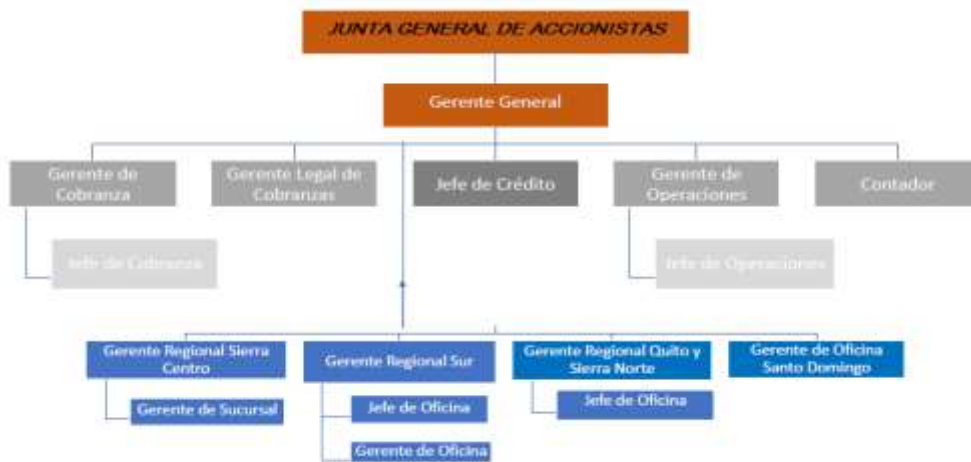 JUNTA GENERAL DE ACCIONISTAS
Gerente General
Gerente de
Cobranza
Gerente Legal de
Cobranzas
Jefe de Crédito
Gerente de
Operaciones
Contador
Jefe de Cobranza
Jefe de Operaciones
Gerente Regional Sierra
Centro
Gerente Regional Sur
Gerente Regional Quito y
Sierra Norte
Gerente de Oficina
Santo Domingo
Gerente de Sucursal
Jefe de Oficina
Jefe de Oficina
Gerente de Oficina